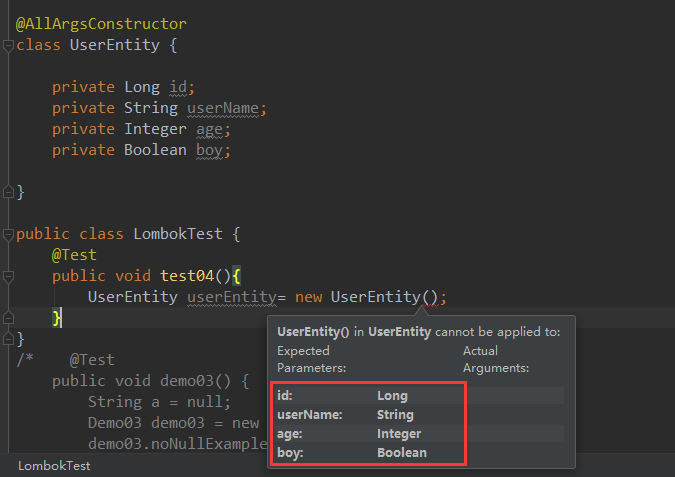 @AllArgsConstructor
class UserEntity {
private Long id;
private String userName;
private Integer age;
private Boolean boy;
}
public class LombokTest {
@Test
public void test04(){
UserEntity userEntity= new UserEntity();
}
}
/* @Test
public void demo03() {
String a = null;
Demo03 demo03 = new
demo03.noNullExample
UserEntity() in UserEntity cannot be applied to:
Expected Actual
Parameters: Arguments:
id: Long
userName: String
age: Integer
boy: Boolean
LombokTest